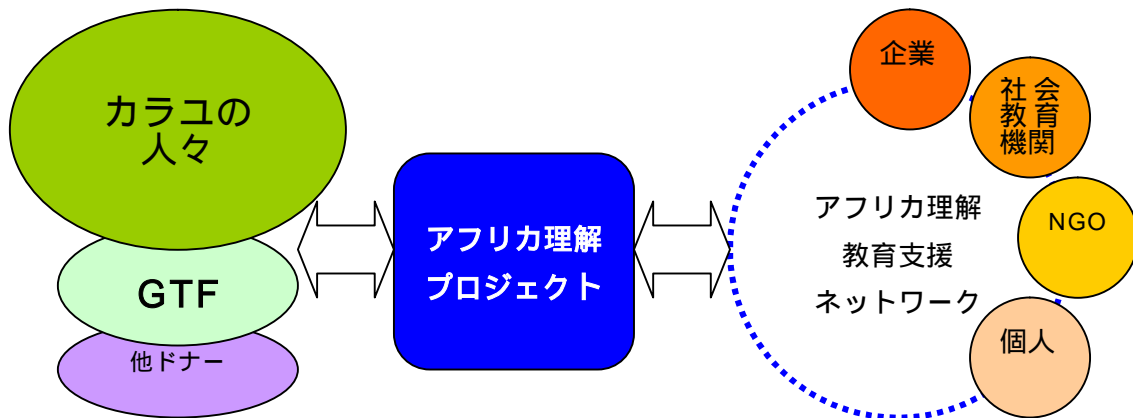 カラユの
人々
GTF
他ドナー
アフリカ理解
プロジェクト
アフリカ理解
教育支援
ネットワーク
企業
社会
教育
機関
NGO
個人